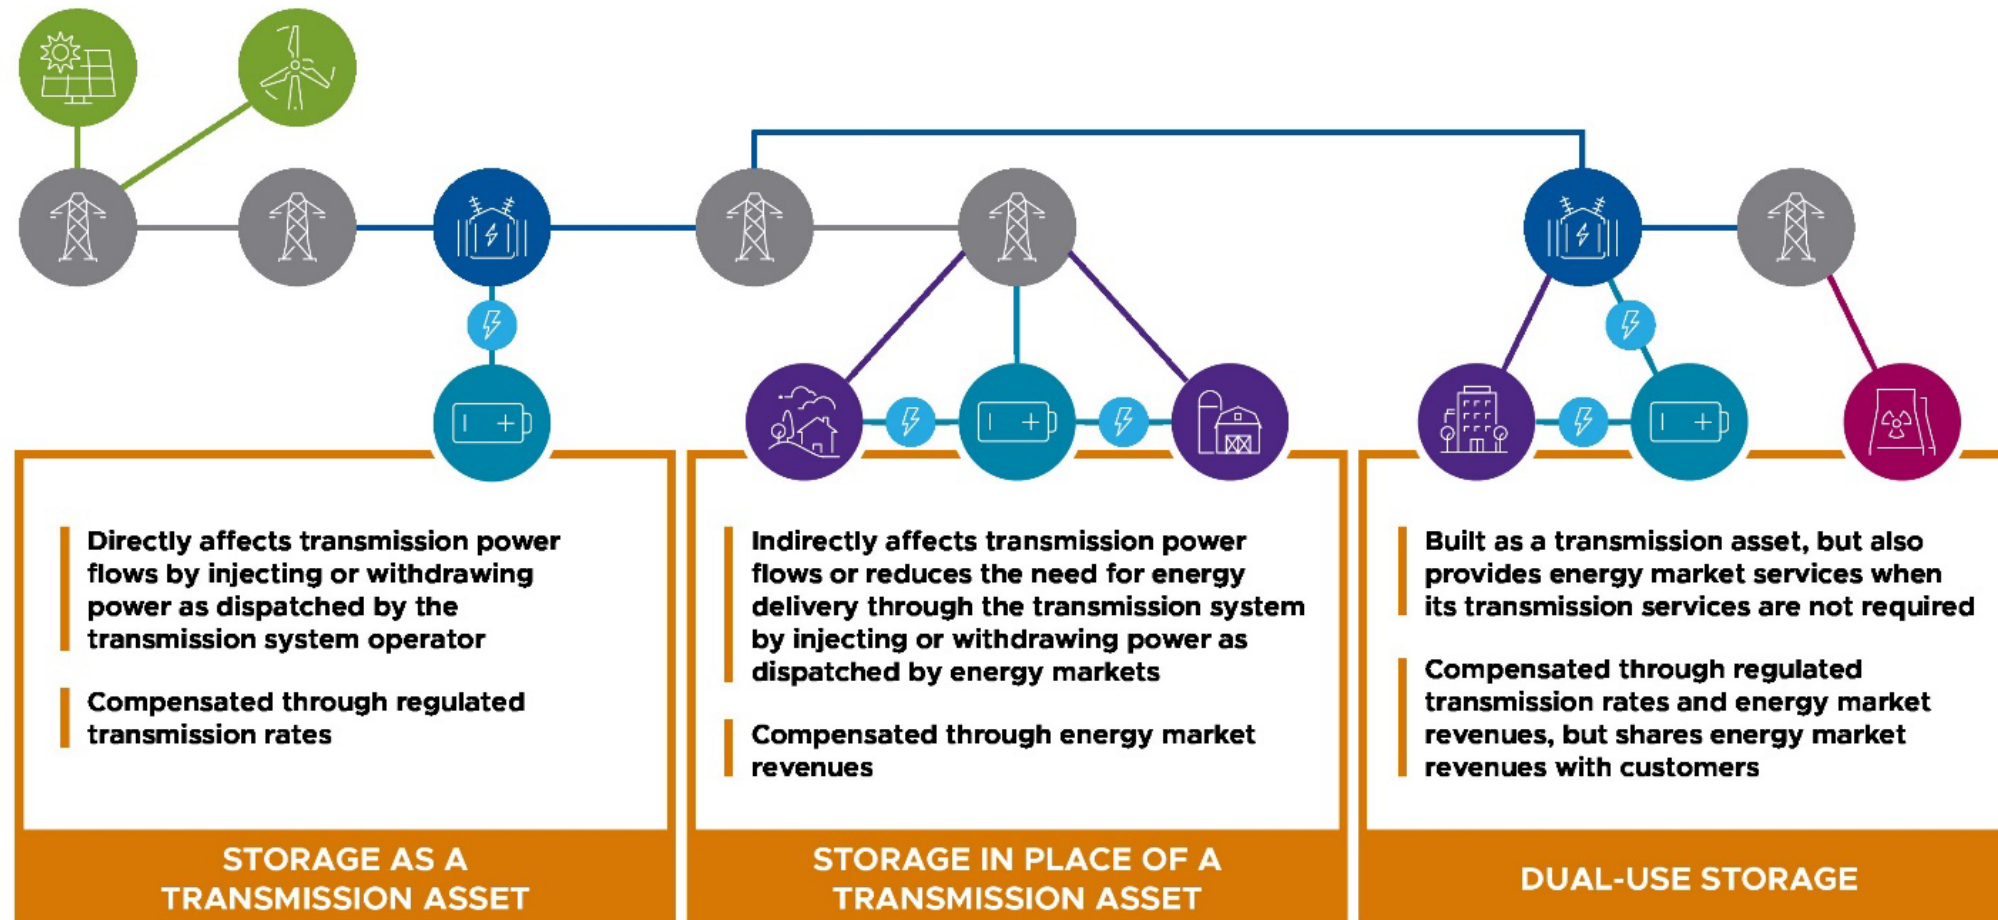 Directly affects transmission power
flows by injecting or withdrawing
power as dispatched by the
transmission system operator
Compensated through regulated
transmission rates
STORAGE AS A
TRANSMISSION ASSET
Indirectly affects transmission power
flows or reduces the need for energy
delivery through the transmission system
by injecting or withdrawing power as
dispatched by energy markets
Compensated through energy market
revenues
STORAGE IN PLACE OF A
TRANSMISSION ASSET
Built as a transmission asset, but also
provides energy market services when
its transmission services are not required
Compensated through regulated
transmission rates and energy market
revenues, but shares energy market
revenues with customers
DUAL-USE STORAGE